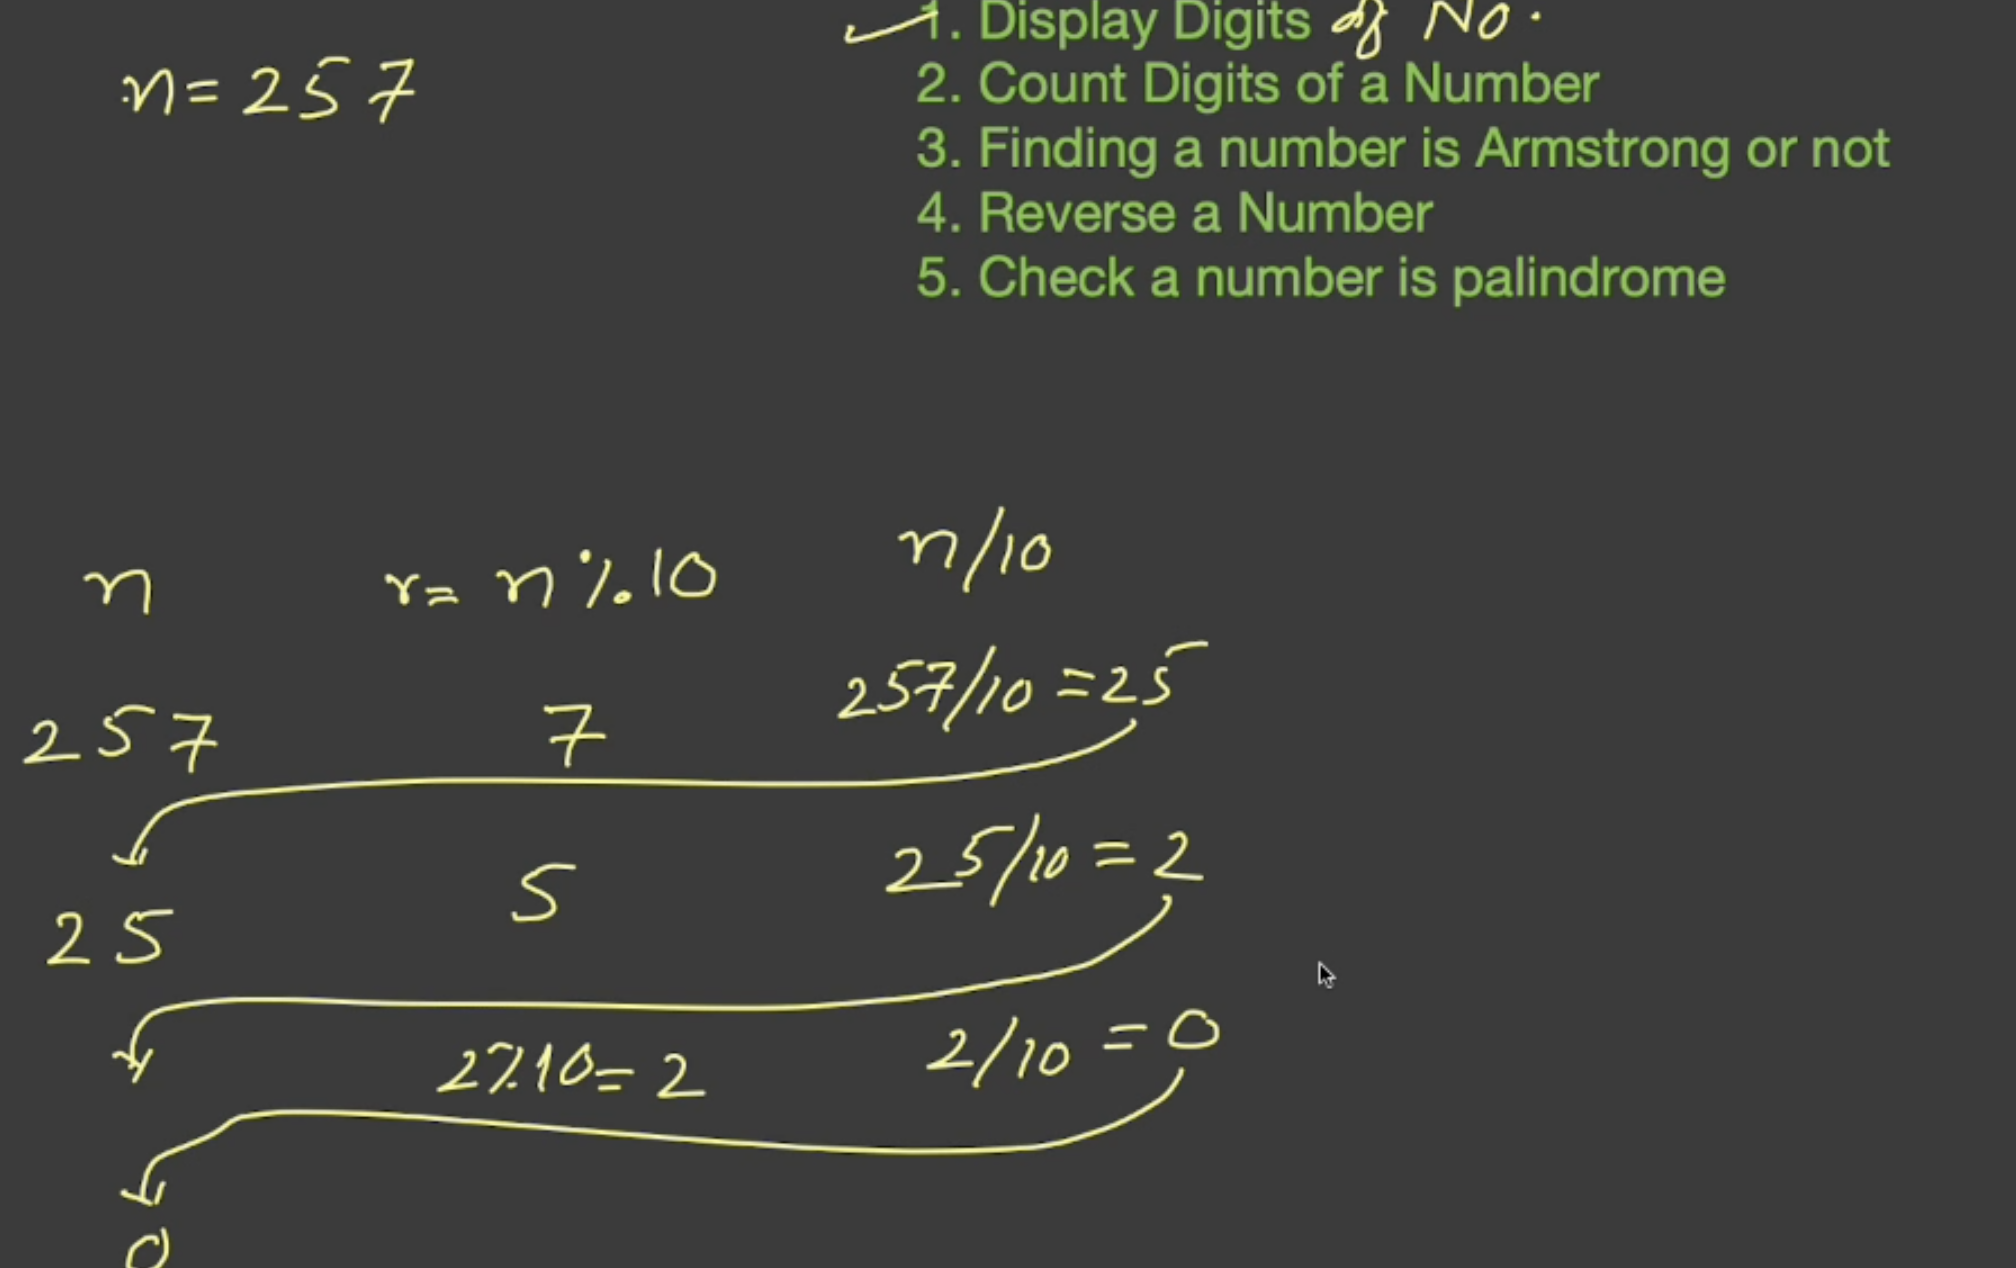 1. Display Digits of No.
n=257
2. Count Digits of a Number
3. Finding a number is Armstrong or not
4. Reverse a Number
5. Check a number is palindrome
n r= n%10 n/10
257 7 257/10 =25
25 5 25/10 =2
2%10=2 2/10 =0
0